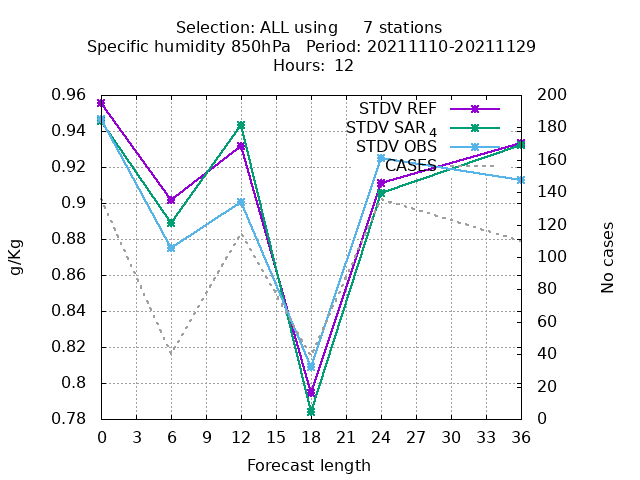 Selection: ALL using 7 stations
Specific humidity 850hPa Period: 20211110-20211129
Hours: 12
0.96
0.94
0.92
0.9
0.88
0.86
0.84
0.82
0.8
0.78
g/Kg
STDV REF
STDV SAR4
STDV OBS
CASES
200
180
160
140
120
100
80
60
40
20
0
No cases
0 3 6 9 12 15 18 21 24 27 30 33 36
Forecast length